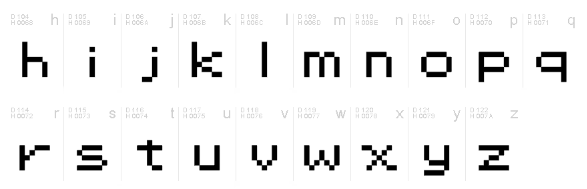 D 104 H 0068 h D 105 H 0069 i D 106 H 006A j D 107 H 006B k D 108 H 006C l D 109 H 006D m D 110 H 006E n D 111 H 006F o D 112 H 0070 p D 113 H 0071 q
h i j k l m n o p q
D 114 H 0072 r D 115 H 0073 s D 116 H 0074 t D 117 H 0075 u D 118 H 0076 v D 119 H 0077 w D 120 H 0078 x D 121 H 0079 y D 122 H 007A z
r s t u v w x y z